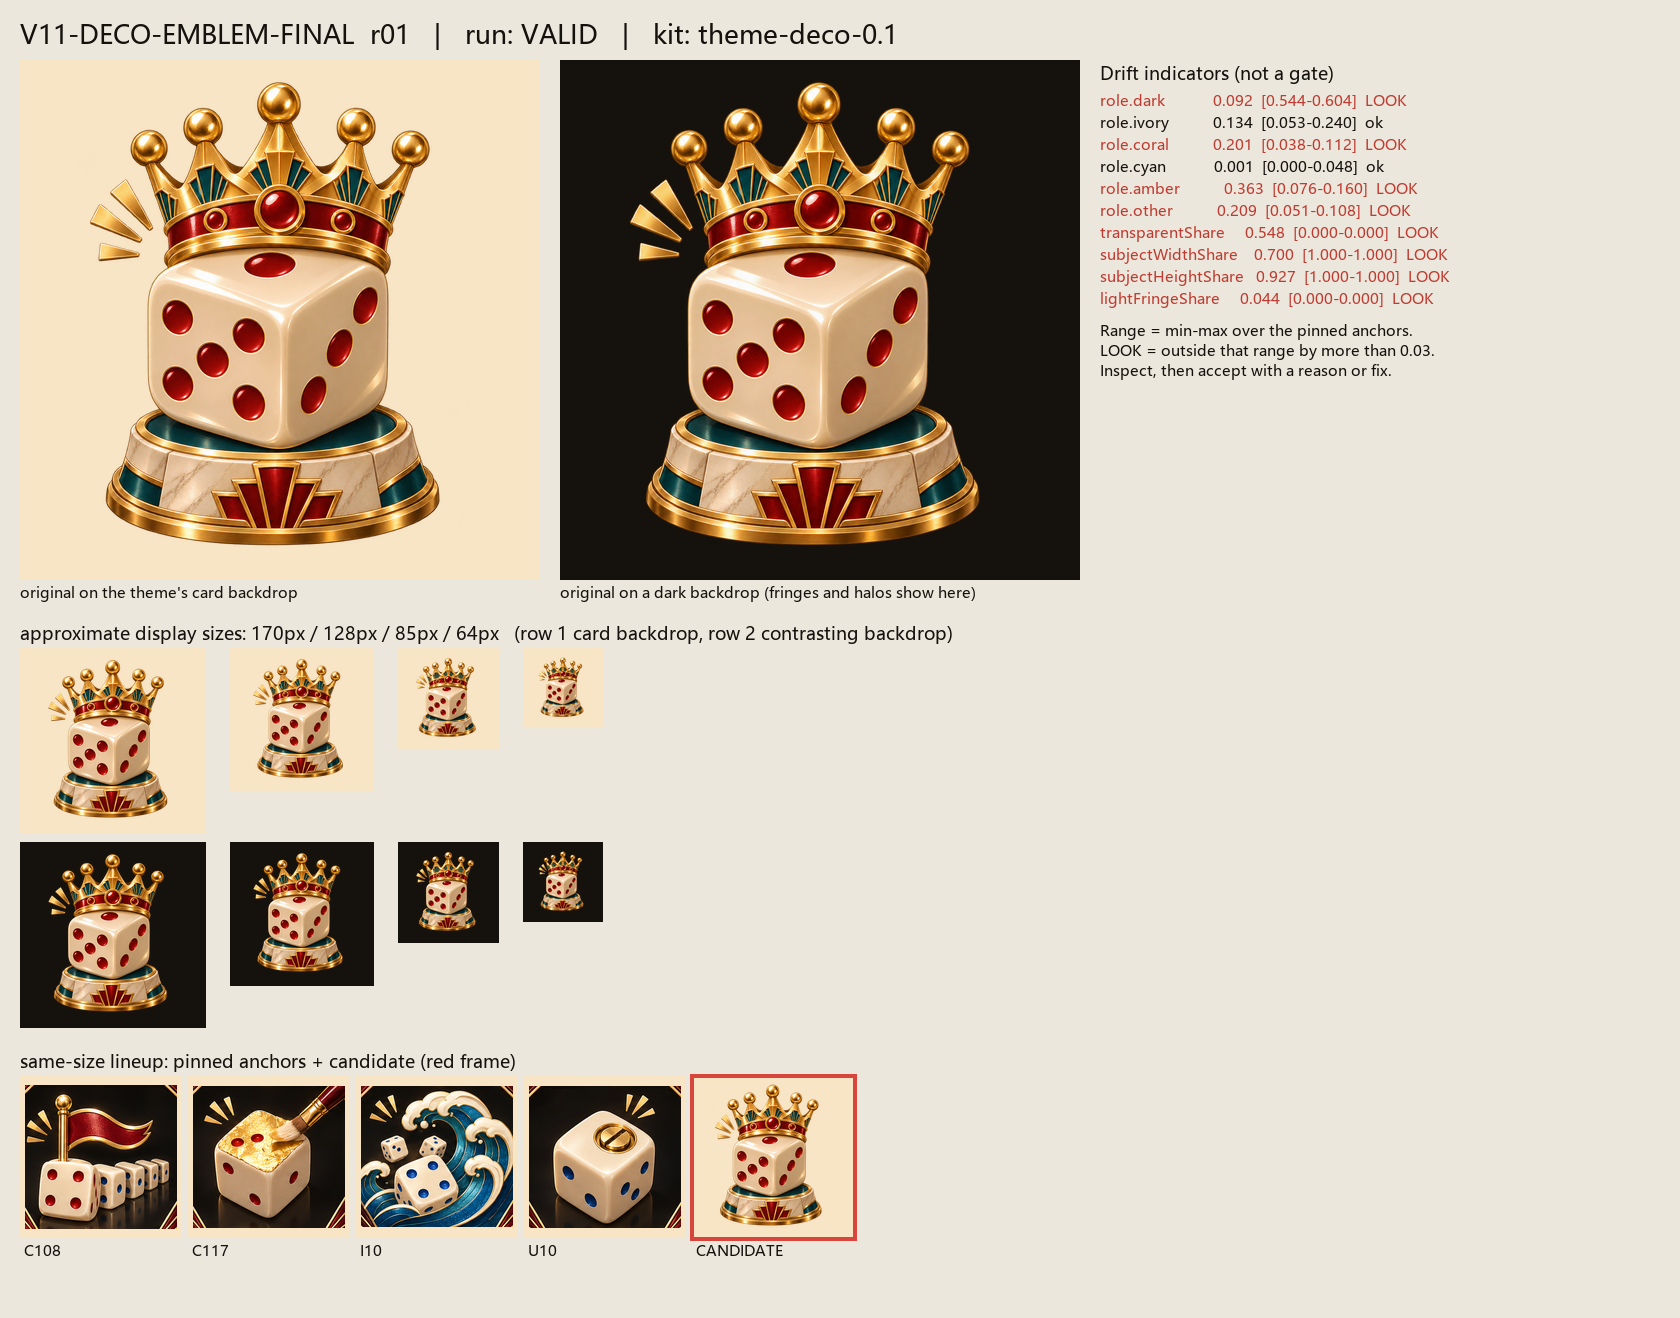 V11-DECO-EMBLEM-FINAL r01 | run: VALID | kit: theme-deco-0.1
Drift indicators (not a gate)
role.dark 0.092 [0.544-0.604] LOOK
role.ivory 0.134 [0.053-0.240] ok
role.coral 0.201 [0.038-0.112] LOOK
role.cyan 0.001 [0.000-0.048] ok
role.amber 0.363 [0.076-0.160] LOOK
role.other 0.209 [0.051-0.108] LOOK
transparentShare 0.548 [0.000-0.000] LOOK
subjectWidthShare 0.700 [1.000-1.000] LOOK
subjectHeightShare 0.927 [1.000-1.000] LOOK
lightFringeShare 0.044 [0.000-0.000] LOOK
Range = min-max over the pinned anchors.
LOOK = outside that range by more than 0.03.
Inspect, then accept with a reason or fix.
original on the theme's card backdrop
original on a dark backdrop (fringes and halos show here)
approximate display sizes: 170px / 128px / 85px / 64px (row 1 card backdrop, row 2 contrasting backdrop)
same-size lineup: pinned anchors + candidate (red frame)
C108
C117
I10
U10
CANDIDATE